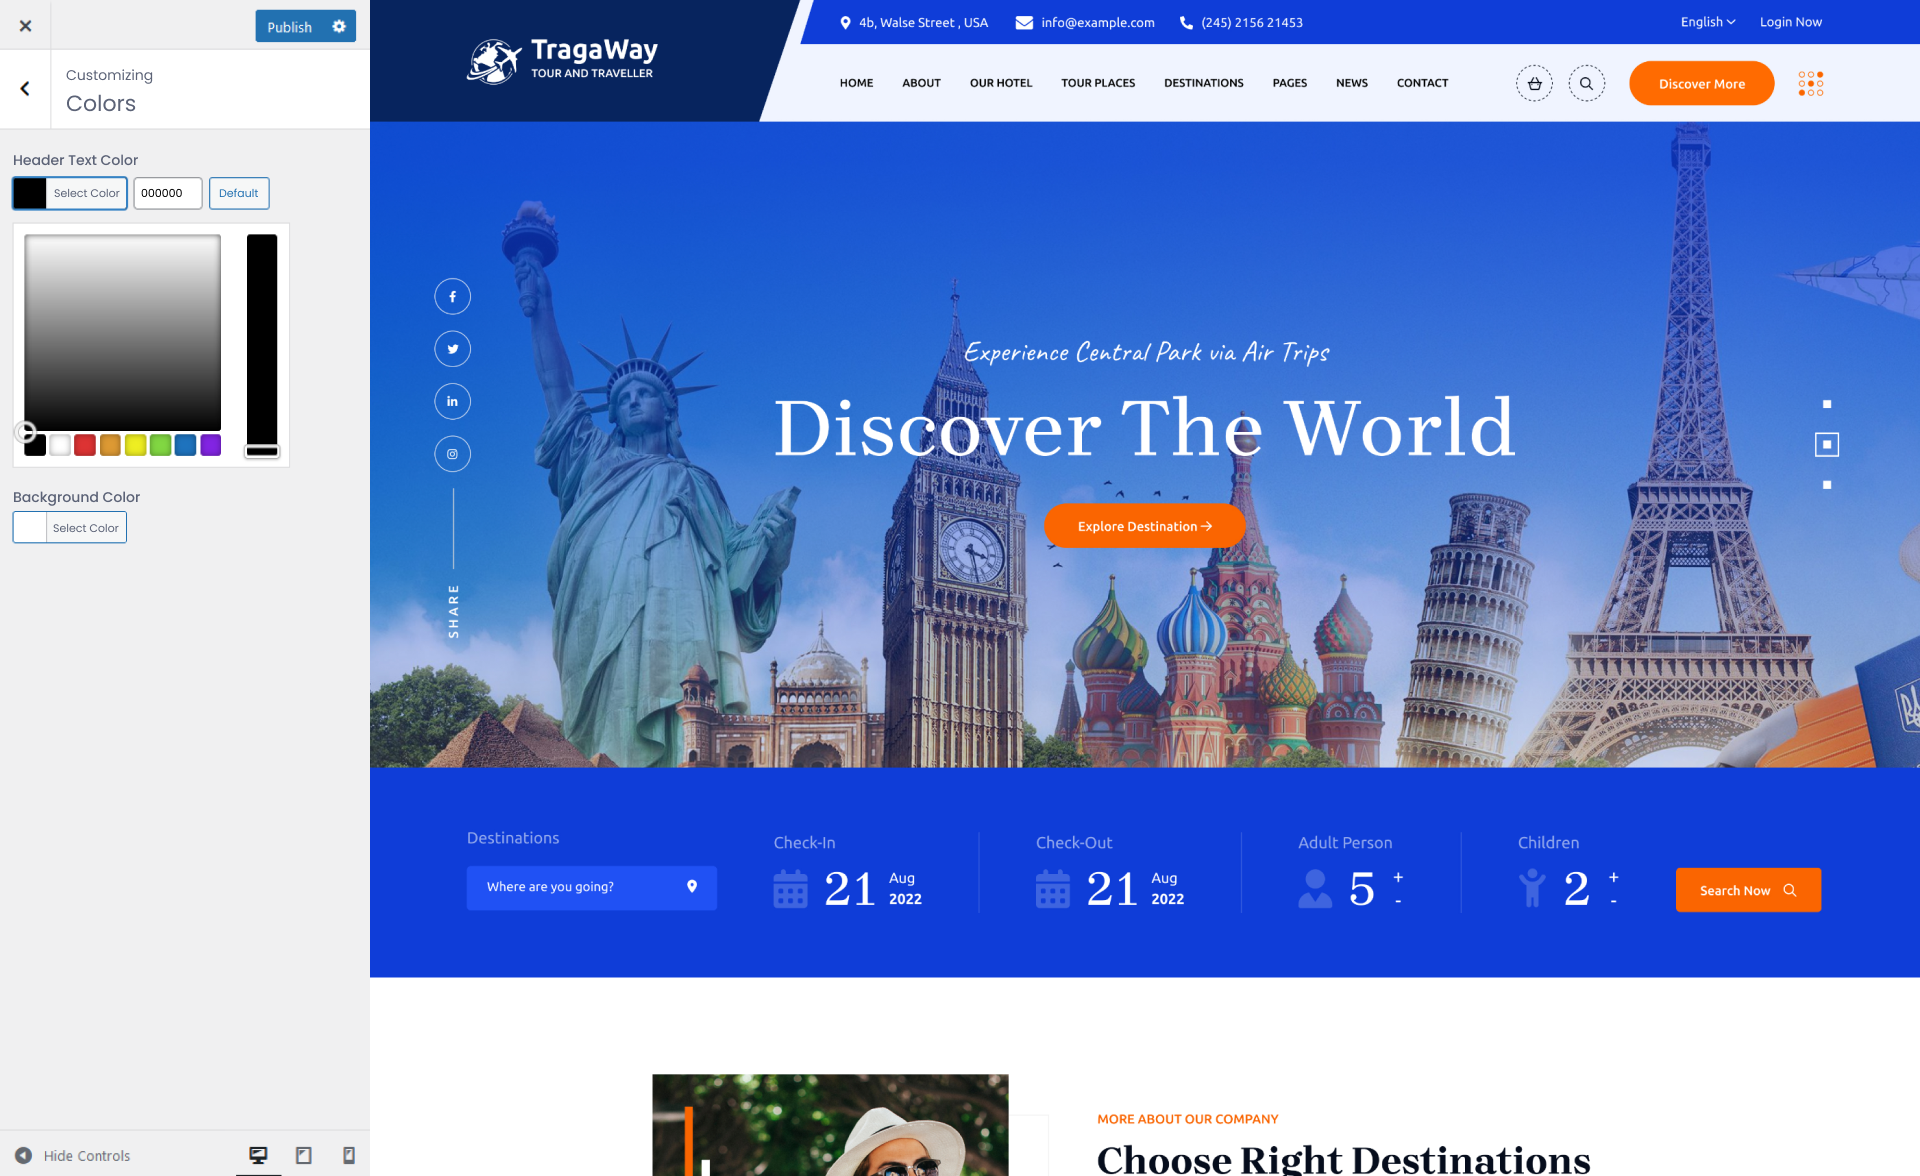 Publish
Customizing
Colors
Header Text Color
Select Color
000000
Default
Background Color
Select Color
Hide Controls
TragaWay
TOUR AND TRAVELLER
4b, Walse Street , USA
info@example.com
(245) 2156 21453
English
Login Now
HOME
ABOUT
OUR HOTEL
TOUR PLACES
DESTINATIONS
PAGES
NEWS
CONTACT
Discover More
SHARE
Experience Central Park via Air Trips
Discover The World
Explore Destination
Destinations
Where are you going?
Check-In
21
Aug
2022
Check-Out
21
Aug
2022
Adult Person
5
+
-
Children
2
+
-
Search Now
MORE ABOUT OUR COMPANY
Choose Right Destinations